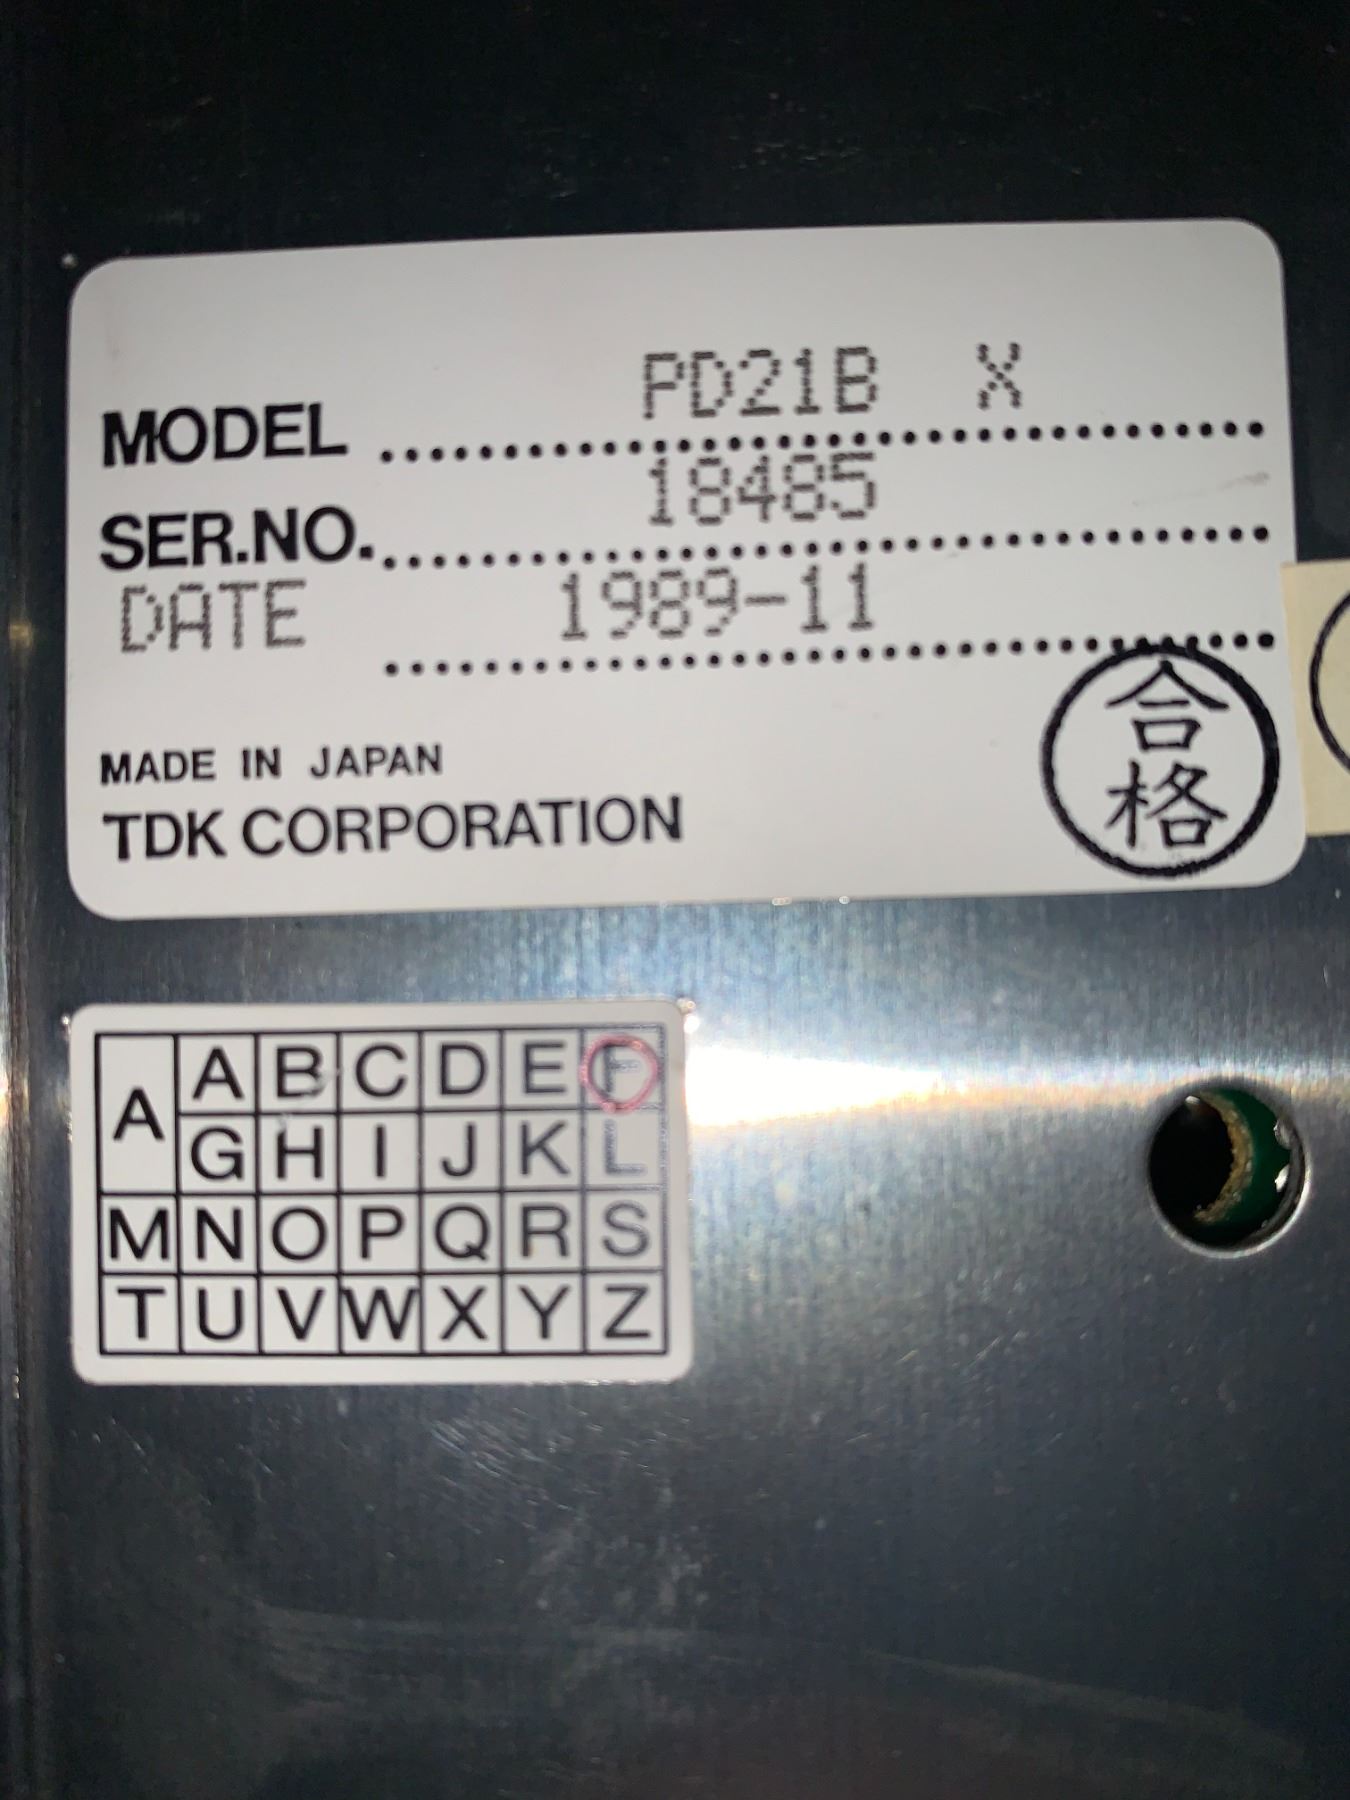 MODEL PD21B X
SER.NO. 18485
DATE 1989-11
MADE IN JAPAN
TDK CORPORATION
合格
A A B C D E F
G H I J K L
M N O P Q R S
T U V W X Y Z